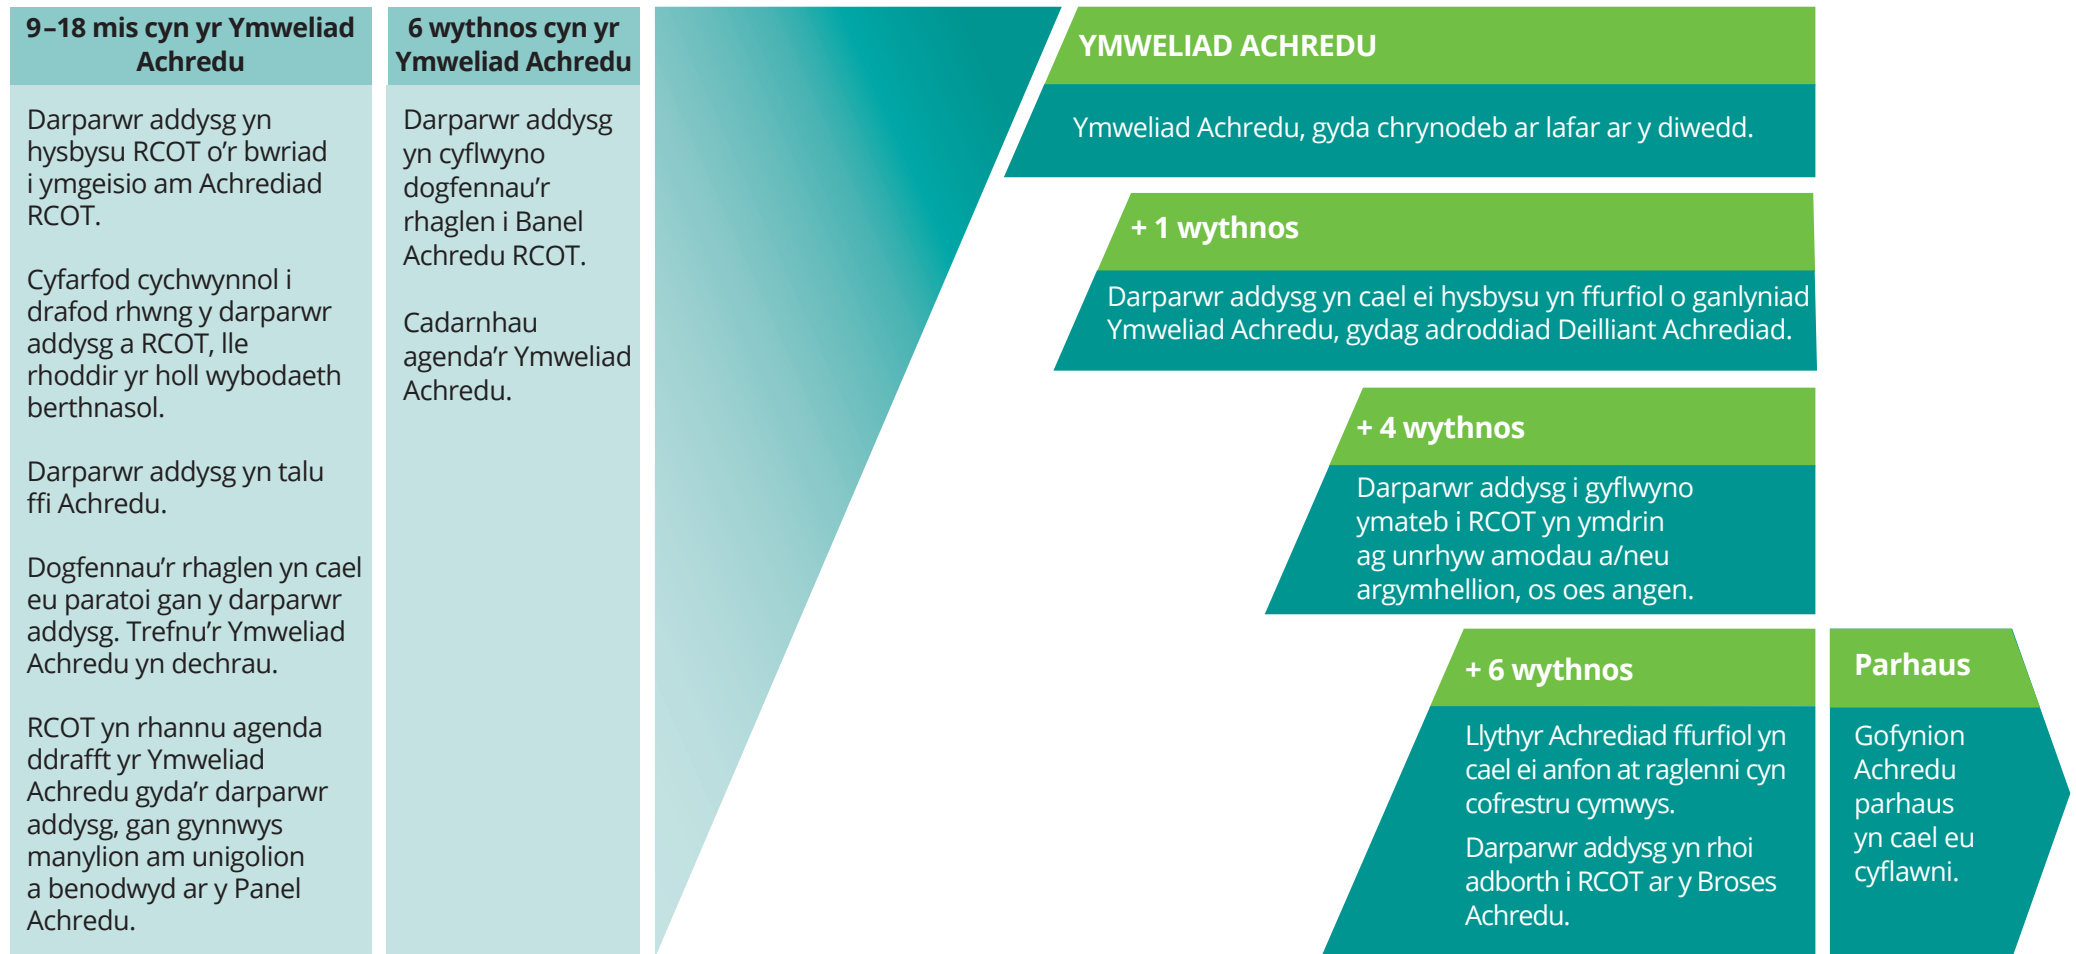 9–18 mis cyn yr Ymweliad
Achredu
Darparwr addysg yn
hysbysu RCOT o’r bwriad
i ymgeisio am Achrediad
RCOT.
Cyfarfod cychwynnol i
drafod rhwng y darparwr
addysg a RCOT, lle
rhoddir yr holl wybodaeth
berthnasol.
Darparwr addysg yn talu
ffi Achredu.
Dogfennau’r rhaglen yn cael
eu paratoi gan y darparwr
addysg. Trefnu’r Ymweliad
Achredu yn dechrau.
RCOT yn rhannu agenda
ddrafft yr Ymweliad
Achredu gyda’r darparwr
addysg, gan gynnwys
manylion am unigolion
a benodwyd ar y Panel
Achredu.
6 wythnos cyn yr
Ymweliad Achredu
Darparwr addysg
yn cyflwyno
dogfennau’r
rhaglen i Banel
Achredu RCOT.
Cadarnhau
agenda’r Ymweliad
Achredu.
YMWELIAD ACHREDU
Ymweliad Achredu, gyda chrynodeb ar lafar ar y diwedd.
+ 1 wythnos
Darparwr addysg yn cael ei hysbysu yn ffurfiol o ganlyniad
Ymweliad Achredu, gydag adroddiad Deilliant Achrediad.
+ 4 wythnos
Darparwr addysg i gyflwyno
ymateb i RCOT yn ymdrin
ag unrhyw amodau a/neu
argymhellion, os oes angen.
+ 6 wythnos
Llythyr Achrediad ffurfiol yn
cael ei anfon at raglenni cyn
cofrestru cymwys.
Darparwr addysg yn rhoi
adborth i RCOT ar y Broses
Achredu.
Parhaus
Gofynion
Achredu
parhaus
yn cael eu
cyflawni.